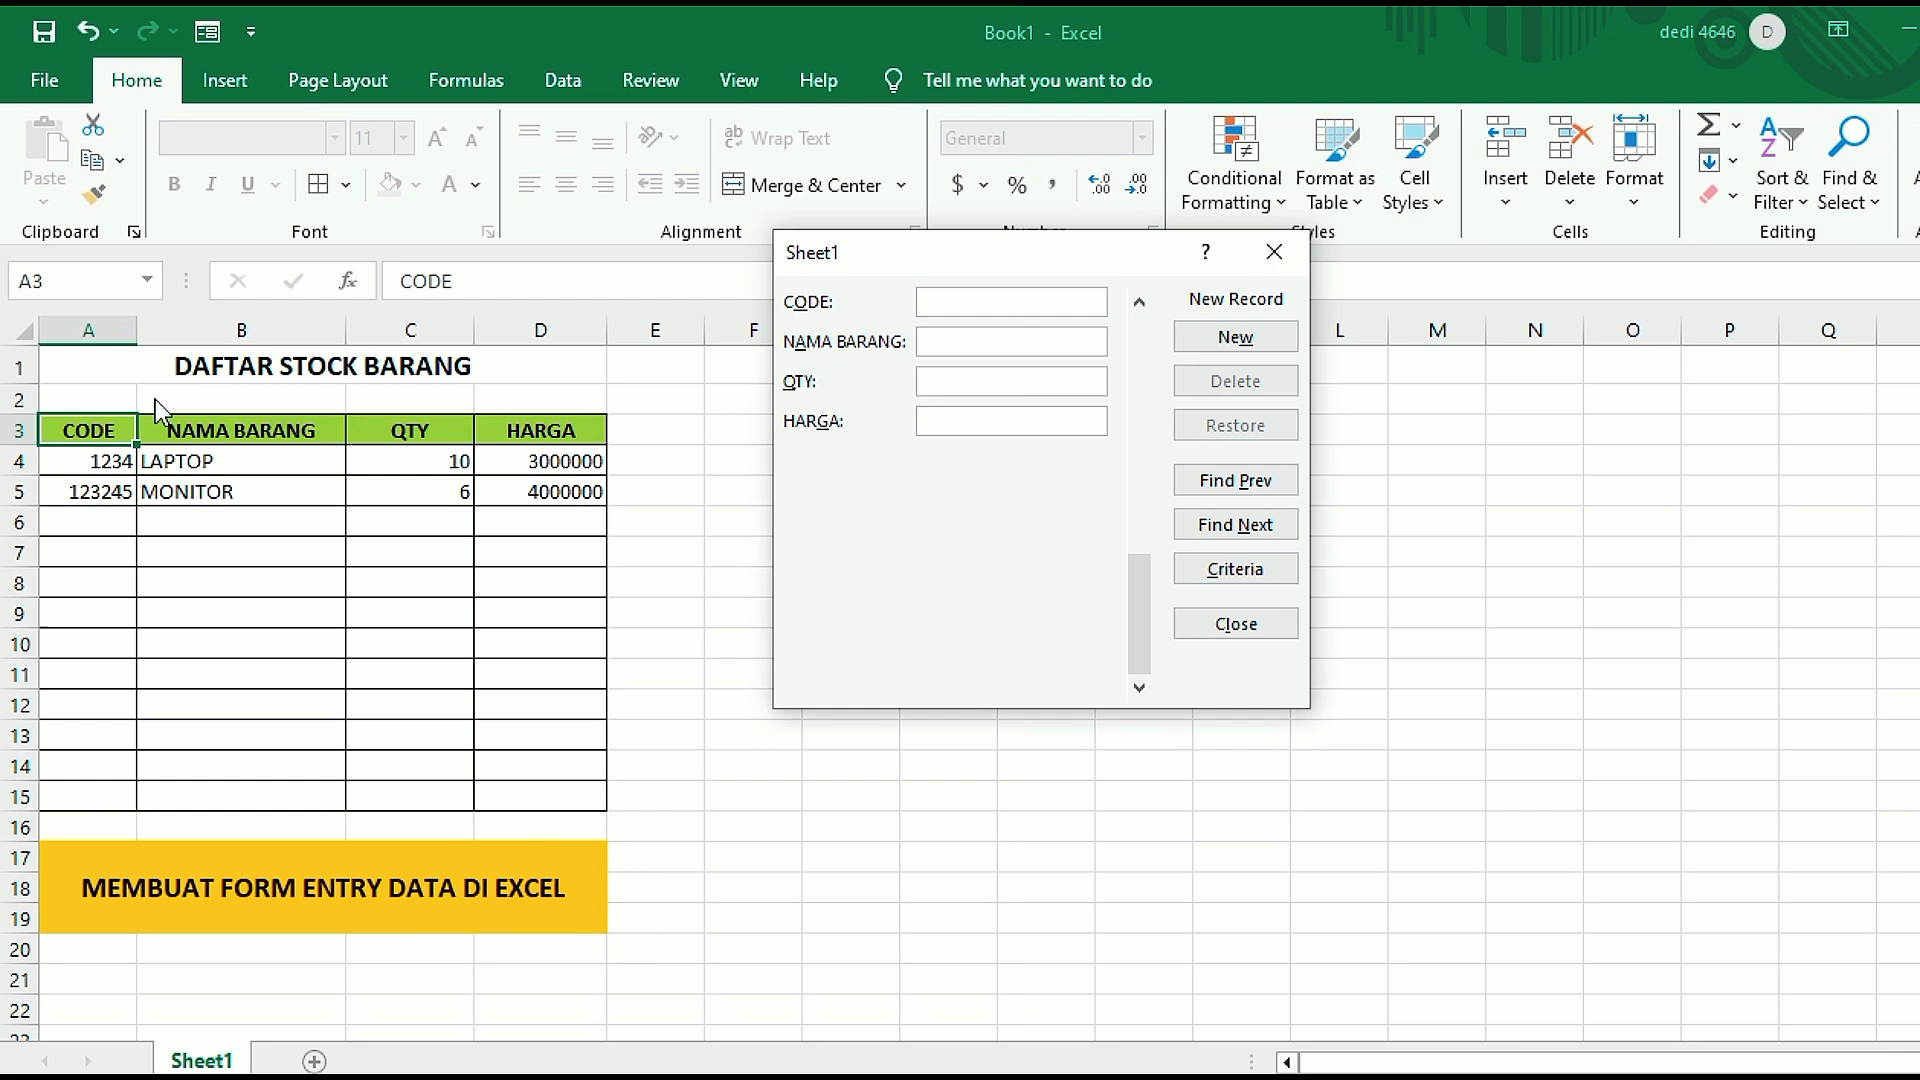 Book1 - Excel
dedi 4646
D
File Home Insert Page Layout Formulas Data Review View Help Tell me what you want to do
11
Wrap Text
General
Paste
B I U
Merge & Center
$ % ,
Conditional Formatting
Format as Table
Cell Styles
Insert Delete Format
Sort & Filter
Find & Select
Clipboard Font Alignment Cells Editing
A3
fx
CODE
A B C D E F L M N O P Q
1 DAFTAR STOCK BARANG
2
3 CODE NAMA BARANG QTY HARGA
4 1234 LAPTOP 10 3000000
5 123245 MONITOR 6 4000000
6
7
8
9
10
11
12
13
14
15
16
17
18 MEMBUAT FORM ENTRY DATA DI EXCEL
19
20
21
22
Sheet1
?
CODE:
NAMA BARANG:
QTY:
HARGA:
New Record
New
Delete
Restore
Find Prev
Find Next
Criteria
Close
Sheet1